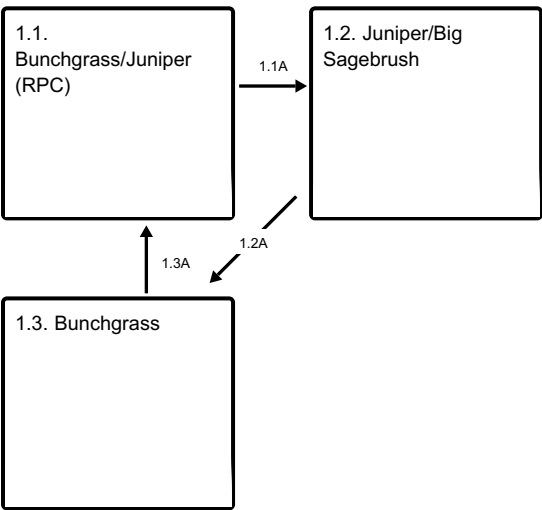 1.1.
Bunchgrass/Juniper
(RPC)
1.1A
1.2. Juniper/Big
Sagebrush
1.2A
1.3A
1.3. Bunchgrass